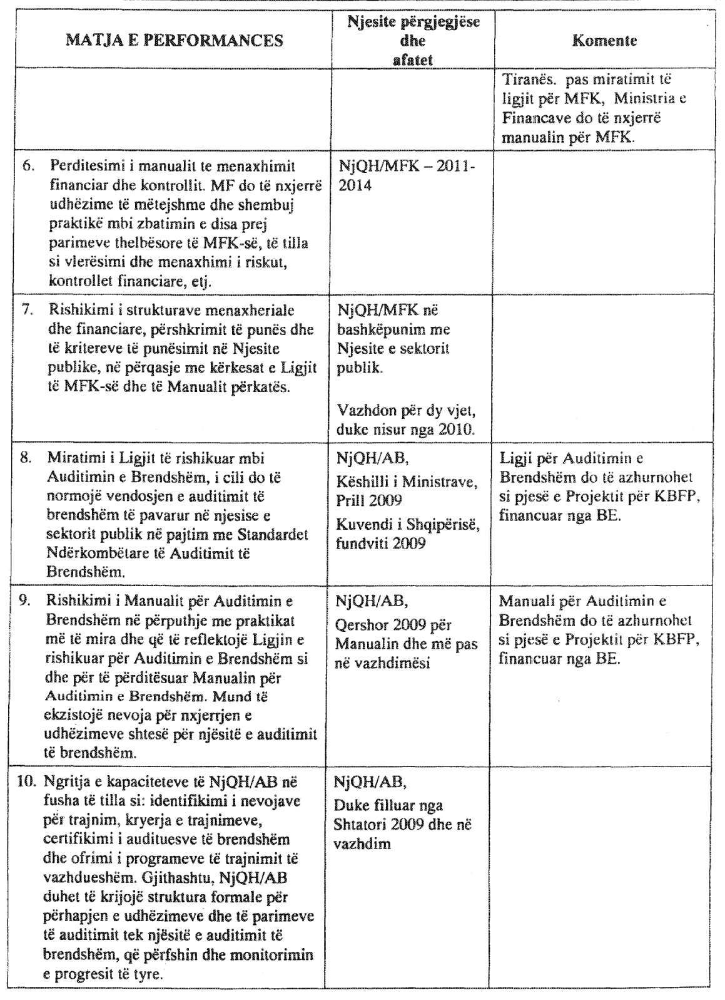 MATJA E PERFORMANCES
Njesite përgjegjëse
dhe
afatet
Komente
Tiranës. pas miratimit të
ligjit për MFK, Ministria e
Financave do të nxjerrë
manualin për MFK.
6. Perditesimi i manualit te menaxhimit
financiar dhe kontrollit. MF do të nxjerrë
udhëzime të mëtejshme dhe shembuj
praktikë mbi zbatimin e disa prej
parimeve thelbësore të MFK-së, të tilla
si vlerësimi dhe menaxhimi i riskut,
kontrollet financiare, etj.
NjQH/MFK – 2011-
2014
7. Rishikimi i strukturave menaxheriale
dhe financiare, përshkrimit të punës dhe
të kritereve të punësimit në Njesite
publike, në përqasje me kërkesat e Ligjit
të MFK-së dhe të Manualit përkatës.
NjQH/MFK në
bashkëpunim me
Njesite e sektorit
publik.
Vazhdon për dy vjet,
duke nisur nga 2010.
8. Miratimi i Ligjit të rishikuar mbi
Auditimin e Brendshëm, i cili do të
normojë vendosjen e auditimit të
brendshëm të pavarur në njesise e
sektorit publik në pajtim me Standardet
Ndërkombëtare të Auditimit të
Brendshëm.
NjQH/AB,
Këshilli i Ministrave,
Prill 2009
Kuvendi i Shqipërisë,
fundviti 2009
Ligji për Auditimin e
Brendshëm do të azhurnohet
si pjesë e Projektit për KBFP,
financuar nga BE.
9. Rishikimi i Manualit për Auditimin e
Brendshëm në përputhje me praktikat
më të mira dhe që të reflektojë Ligjin e
rishikuar për Auditimin e Brendshëm si
dhe për të përditësuar Manualin për
Auditimin e Brendshëm. Mund të
ekzistojë nevoja për nxjerrjen e
udhëzimeve shtesë për njësitë e auditimit
të brendshëm.
NjQH/AB,
Qershor 2009 për
Manualin dhe më pas
në vazhdimësi
Manuali për Auditimin e
Brendshëm do të azhurnohet
si pjesë e Projektit për KBFP,
financuar nga BE.
10. Ngritja e kapaciteteve të NjQH/AB në
fusha të tilla si: identifikimi i nevojave
për trajnim, kryerja e trajnimeve,
certifikimi i audituesve të brendshëm
dhe ofrimi i programeve të trajnimit të
vazhdueshëm. Gjithashtu, NjQH/AB
duhet të krijojë struktura formale për
përhapjen e udhëzimeve dhe të parimeve
të auditimit tek njësitë e auditimit të
brendshëm, që përfshin dhe monitorimin
e progresit të tyre.
NjQH/AB,
Duke filluar nga
Shtatori 2009 dhe në
vazhdim